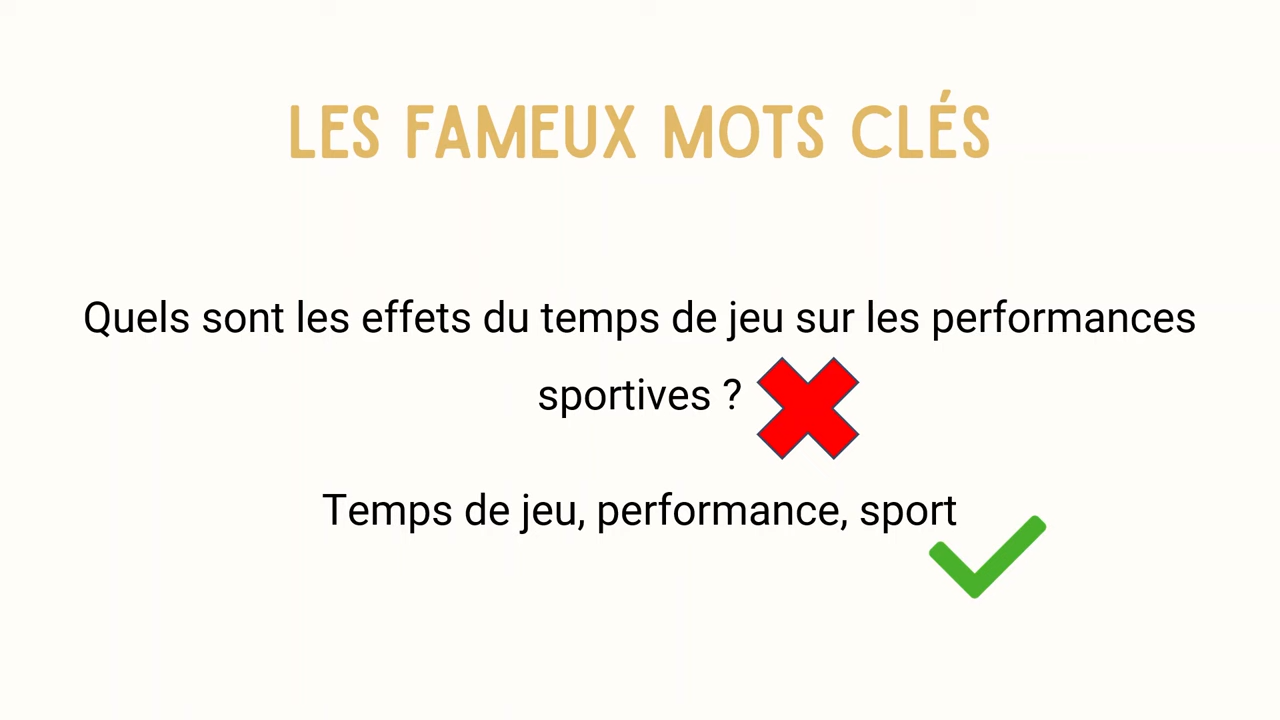 LES FAMEUX MOTS CLÉS
Quels sont les effets du temps de jeu sur les performances
sportives ?
Temps de jeu, performance, sport